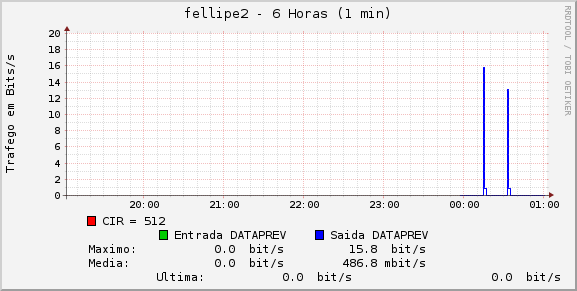 fellipe2 - 6 Horas (1 min)
RRDTOOL / TOBI OETIKER
Trafego em Bits/s
20
18
16
14
12
10
8
6
4
2
0
20:00 21:00 22:00 23:00 00:00 01:00
CIR = 512
Entrada DATAPREV Saida DATAPREV
Maximo: 0.0 bit/s 15.8 bit/s
Media: 0.0 bit/s 486.8 mbit/s
Ultima: 0.0 bit/s 0.0 bit/s